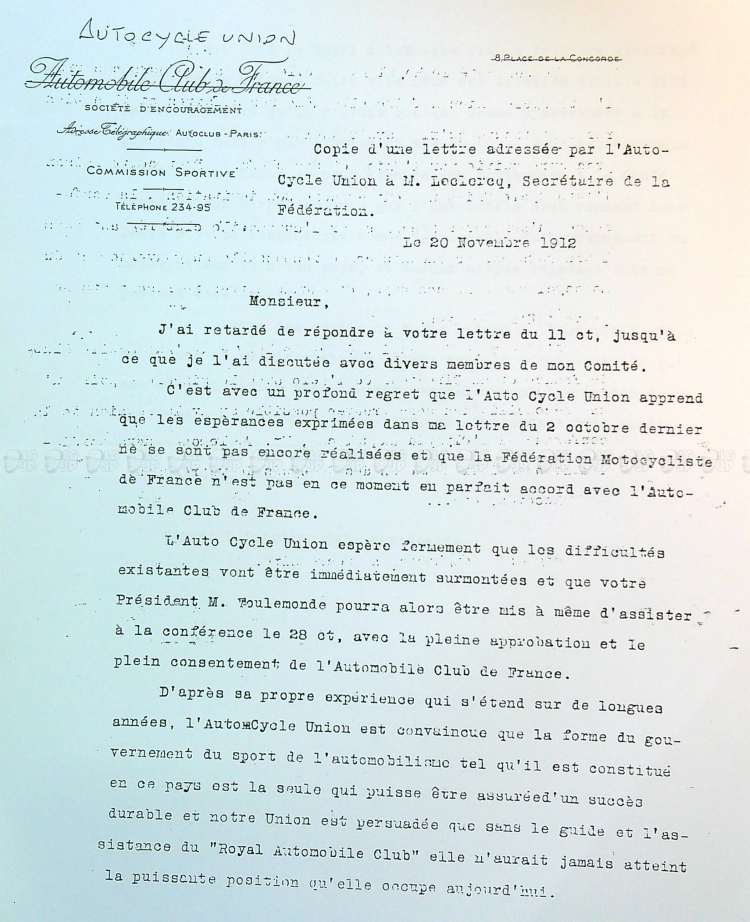 AUTOCYCLE UNION
Automobile Club de France
8, PLACE DE LA CONCORDE
SOCIÉTÉ D'ENCOURAGEMENT
Adresse Télégraphique: AUTOCLUB-PARIS.
COMMISSION SPORTIVE
TÉLÉPHONE 234-95
Copie d'une lettre adressée par l'Auto-
Cycle Union à M. Leclercq, Secrétaire de la
Fédération.
Le 20 Novembre 1912
Monsieur,
J'ai retardé de répondre à votre lettre du 11 ct, jusqu'à
ce que je l'ai discutée avec divers membres de mon Comité.
C'est avec un profond regret que l'Auto Cycle Union apprend
que les espérances exprimées dans ma lettre du 2 octobre dernier
ne se sont pas encore réalisées et que la Fédération Motocycliste
de France n'est pas en ce moment en parfait accord avec l'Auto-
mobile Club de France.
L'Auto Cycle Union espère fermement que les difficultés
existantes vont être immédiatement surmontées et que votre
Président M. Foulemonde pourra alors être mis à même d'assister
à la conférence le 28 ct, avec la pleine approbation et le
plein consentement de l'Automobile Club de France.
D'après sa propre expérience qui s'étend sur de longues
années, l'Auto Cycle Union est convaincue que la forme du gou-
vernement du sport de l'automobilisme tel qu'il est constitué
en ce pays est la seule qui puisse être assuréed'un succès
durable et notre Union est persuadée que sans le guide et l'as-
sistance du "Royal Automobile Club" elle n'aurait jamais atteint
la puissante position qu'elle occupe aujourd'hui.